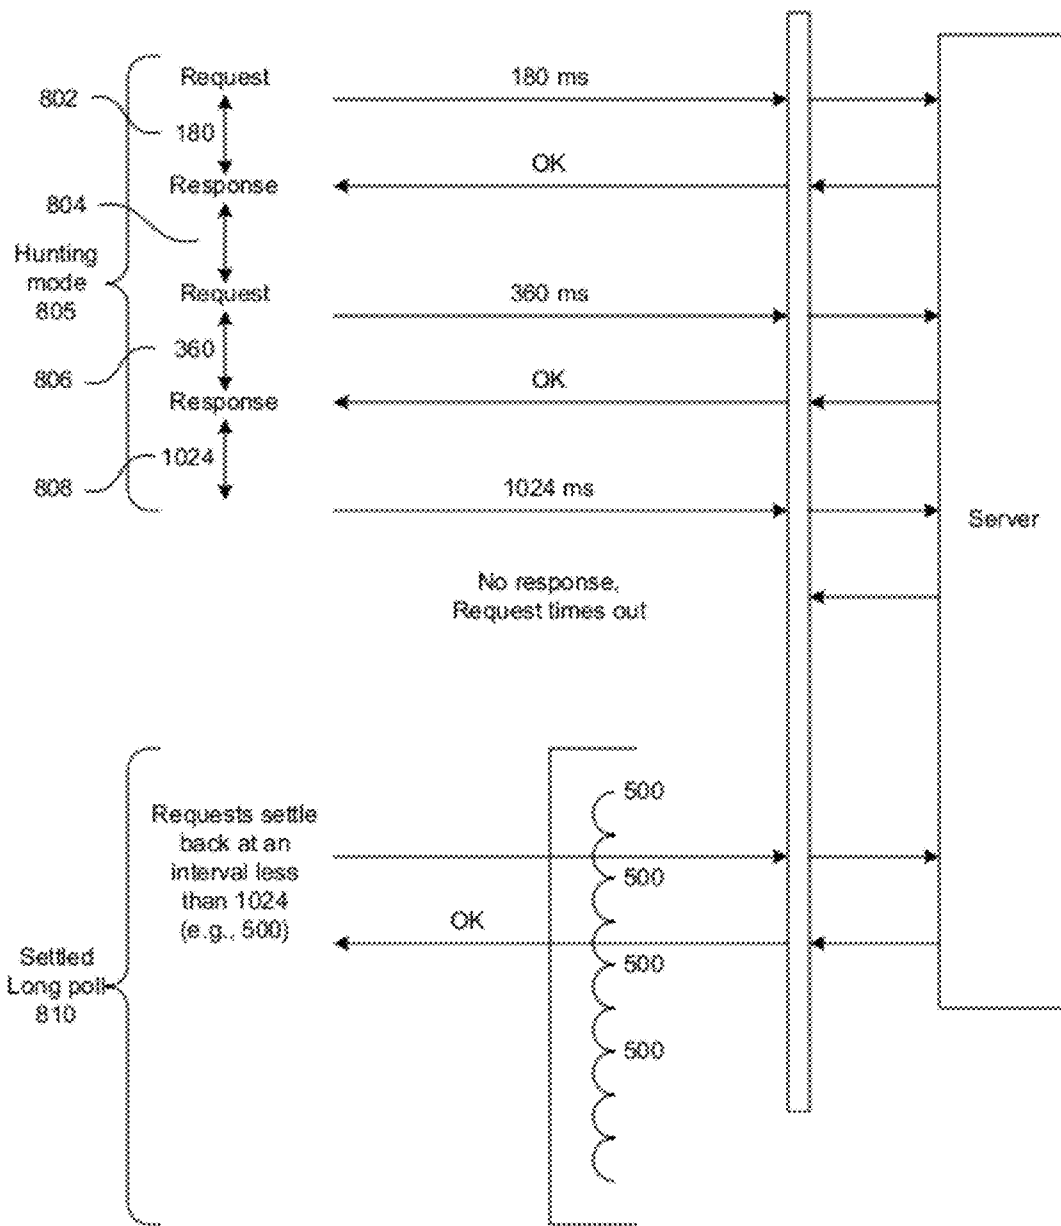 Request
180 ms
802
180
OK
Response
804
Hunting
mode
805
Request
360 ms
360
806
OK
Response
1024
808
1024 ms
Server
No response,
Request times out
500
Requests settle
back at an
interval less
than 1024
(e.g., 500)
500
OK
Settled
Long poll
810
500
500